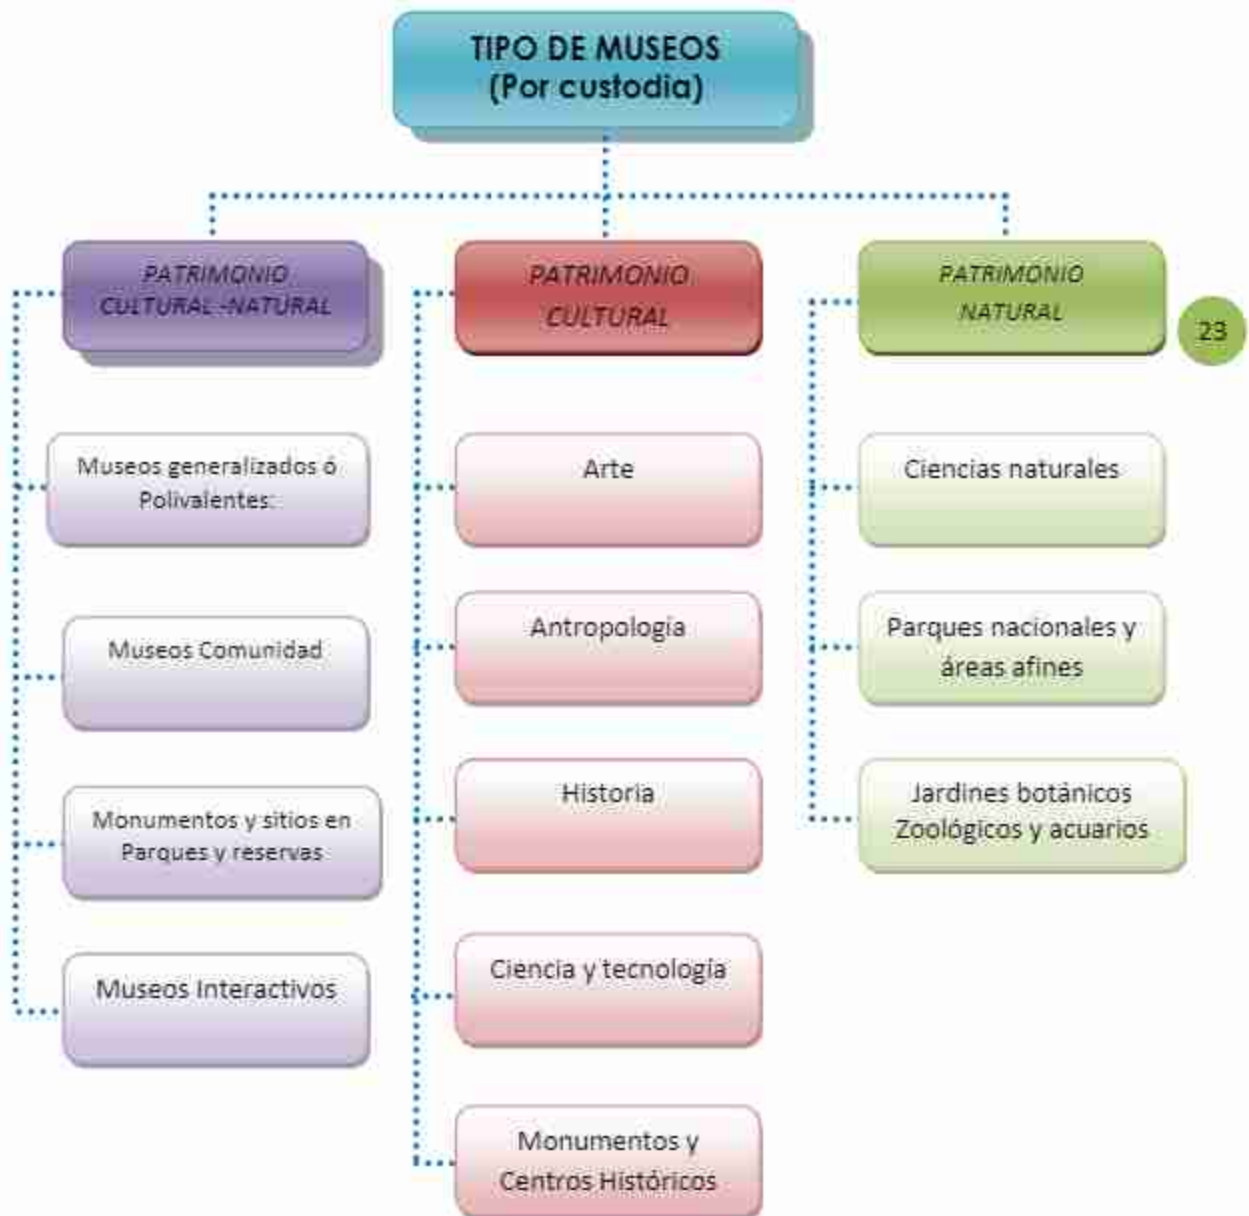 TIPO DE MUSEOS
(Por custodia)
PATRIMONIO
CULTURAL -NATURAL
Museos generalizados ó
Polivalentes:
Museos Comunidad
Monumentos y sitios en
Parques y reservas
Museos Interactivos
PATRIMONIO
CULTURAL
Arte
Antropología
Historia
Ciencia y tecnología
Monumentos y
Centros Históricos
PATRIMONIO
NATURAL
23
Ciencias naturales
Parques nacionales y
áreas afines
Jardines botánicos
Zoológicos y acuarios